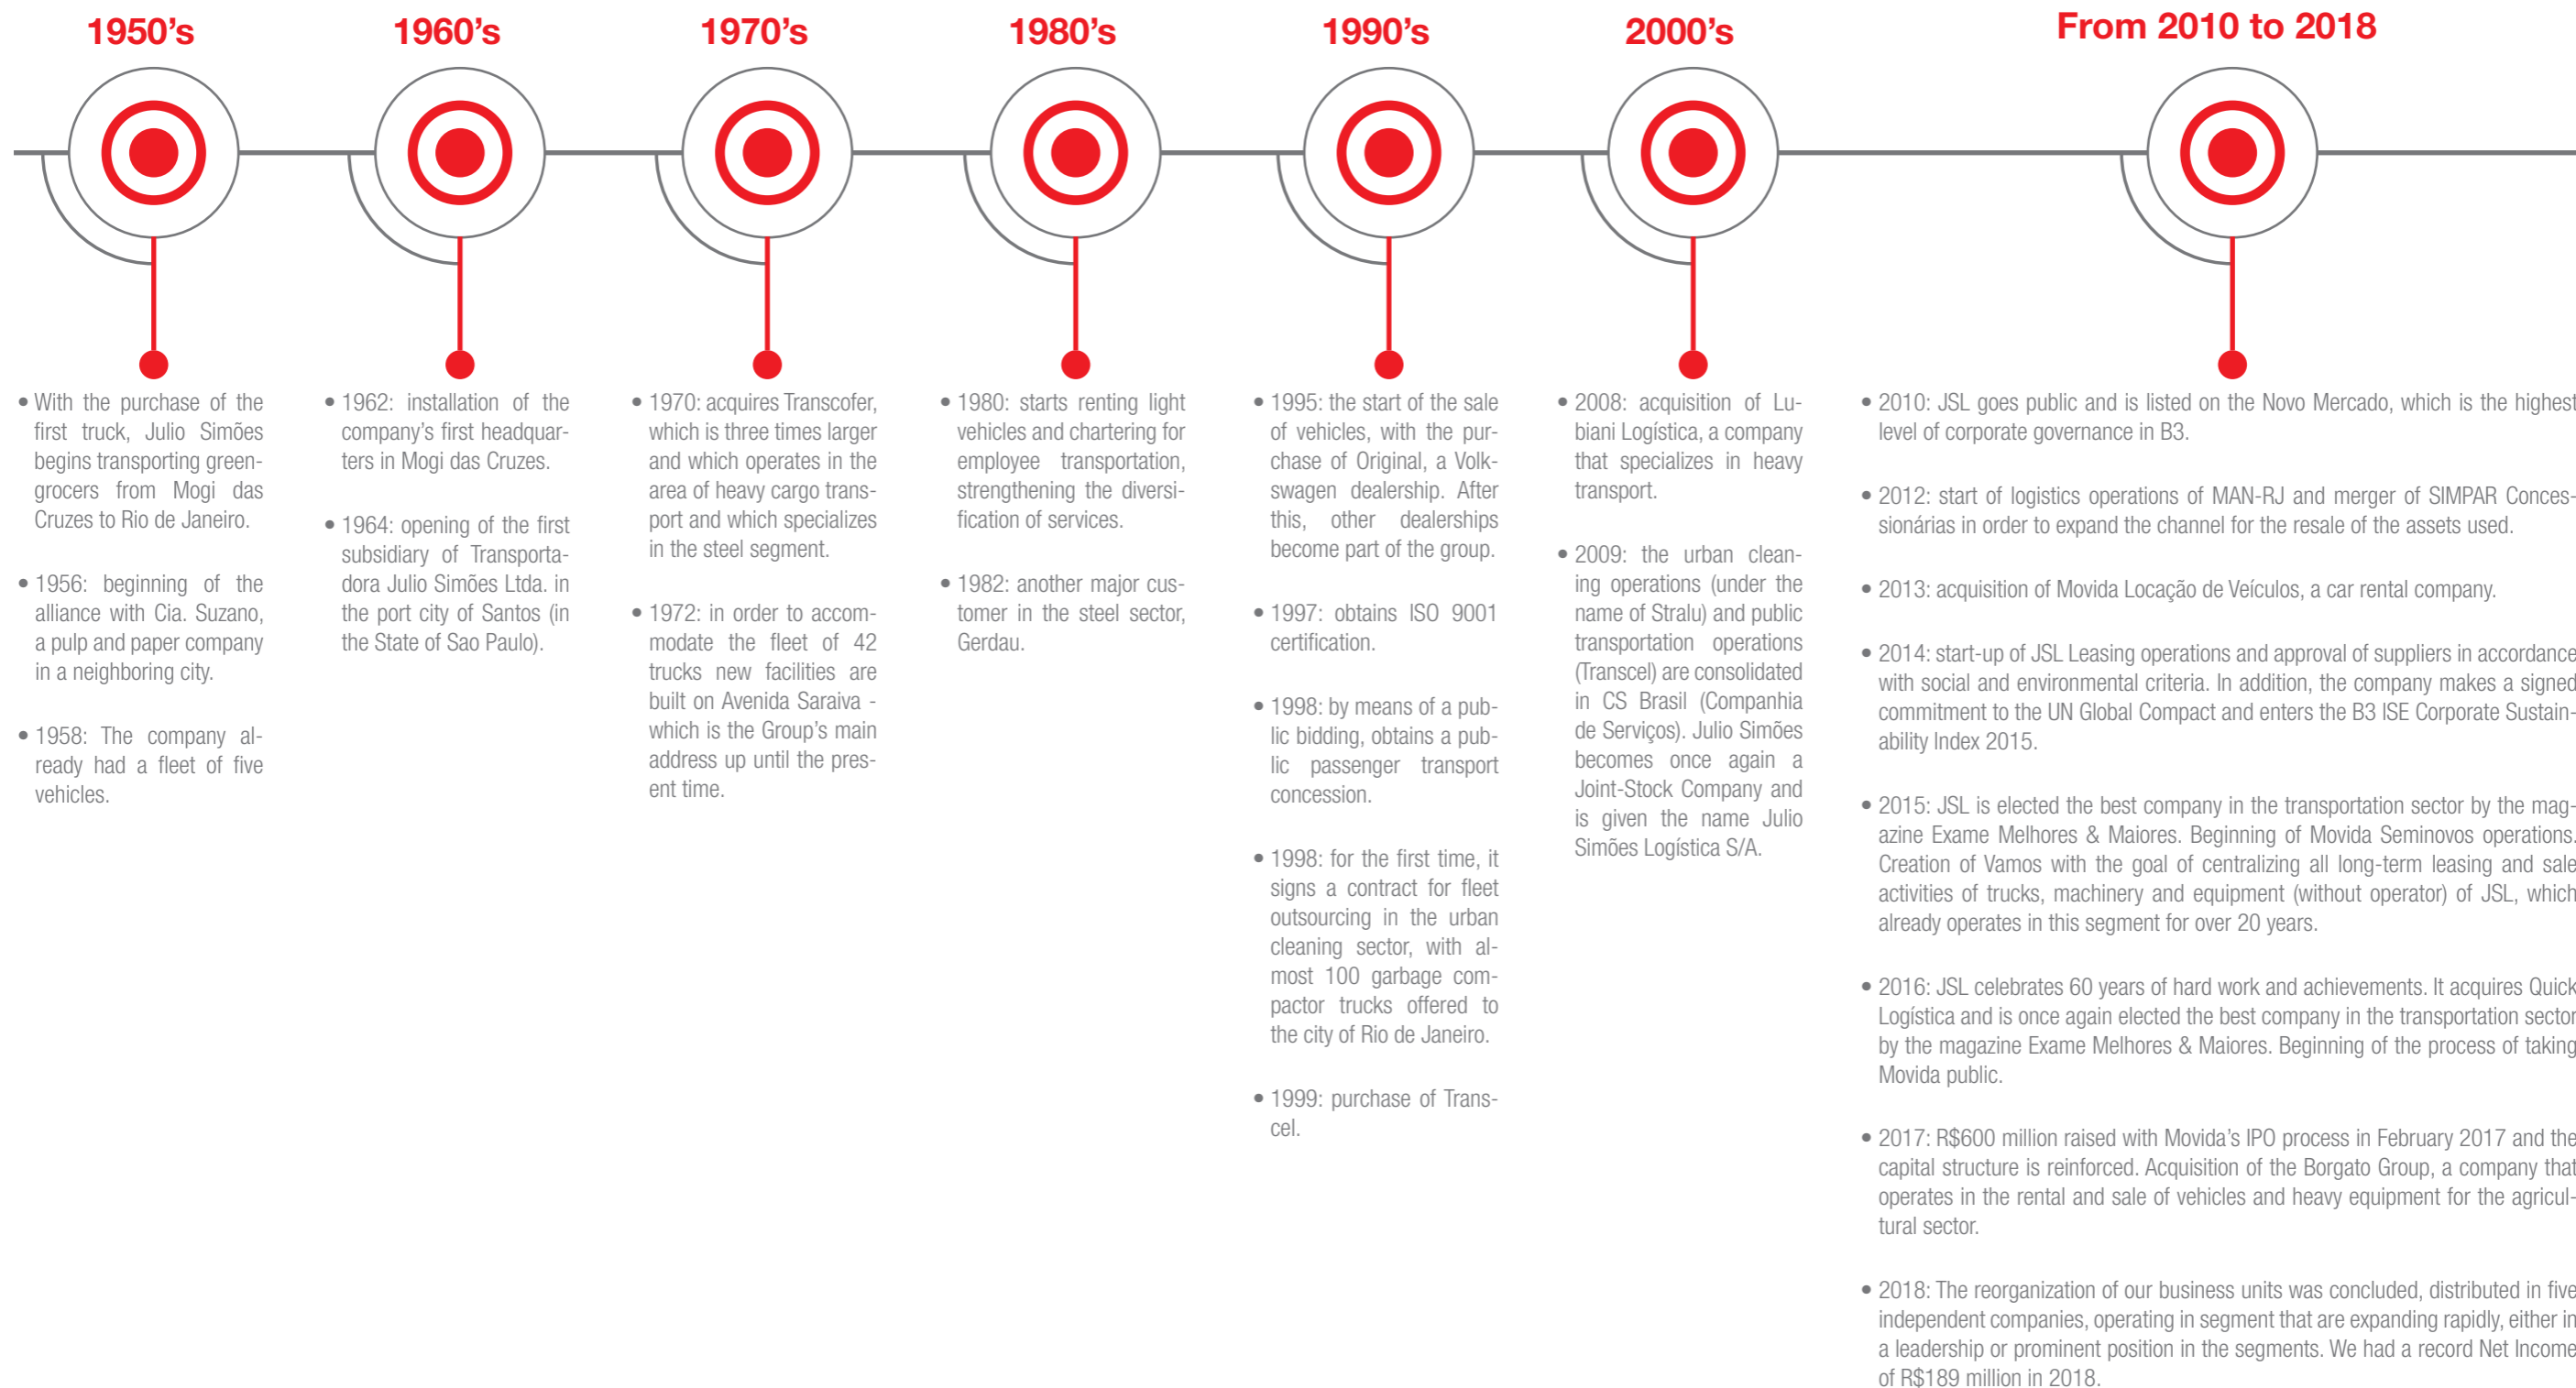 1950’s
• With the purchase of the
first truck, Julio Simões
begins transporting green-
grocers from Mogi das
Cruzes to Rio de Janeiro.
• 1956: beginning of the
alliance with Cia. Suzano,
a pulp and paper company
in a neighboring city.
• 1958: The company al-
ready had a fleet of five
vehicles.
1960’s
• 1962: installation of the
company’s first headquar-
ters in Mogi das Cruzes.
• 1964: opening of the first
subsidiary of Transporta-
dora Julio Simões Ltda. in
the port city of Santos (in
the State of Sao Paulo).
1970’s
• 1970: acquires Transcofer,
which is three times larger
and which operates in the
area of heavy cargo trans-
port and which specializes
in the steel segment.
• 1972: in order to accom-
modate the fleet of 42
trucks new facilities are
built on Avenida Saraiva -
which is the Group’s main
address up until the pres-
ent time.
1980’s
• 1980: starts renting light
vehicles and chartering for
employee transportation,
strengthening the diversi-
fication of services.
• 1982: another major cus-
tomer in the steel sector,
Gerdau.
1990’s
• 1995: the start of the sale
of vehicles, with the pur-
chase of Original, a Volk-
swagen dealership. After
this, other dealerships
become part of the group.
• 1997: obtains ISO 9001
certification.
• 1998: by means of a pub-
lic bidding, obtains a pub-
lic passenger transport
concession.
• 1998: for the first time, it
signs a contract for fleet
outsourcing in the urban
cleaning sector, with al-
most 100 garbage com-
pactor trucks offered to
the city of Rio de Janeiro.
• 1999: purchase of Trans-
cel.
2000’s
• 2008: acquisition of Lu-
biani Logística, a company
that specializes in heavy
transport.
• 2009: the urban clean-
ing operations (under the
name of Stralu) and public
transportation operations
(Transcel) are consolidated
in CS Brasil (Companhia
de Serviços). Julio Simões
becomes once again a
Joint-Stock Company and
is given the name Julio
Simões Logística S/A.
From 2010 to 2018
• 2010: JSL goes public and is listed on the Novo Mercado, which is the highest
level of corporate governance in B3.
• 2012: start of logistics operations of MAN-RJ and merger of SIMPAR Conces-
sionárias in order to expand the channel for the resale of the assets used.
• 2013: acquisition of Movida Locação de Veículos, a car rental company.
• 2014: start-up of JSL Leasing operations and approval of suppliers in accordance
with social and environmental criteria. In addition, the company makes a signed
commitment to the UN Global Compact and enters the B3 ISE Corporate Sustain-
ability Index 2015.
• 2015: JSL is elected the best company in the transportation sector by the mag-
azine Exame Melhores & Maiores. Beginning of Movida Seminovos operations.
Creation of Vamos with the goal of centralizing all long-term leasing and sale
activities of trucks, machinery and equipment (without operator) of JSL, which
already operates in this segment for over 20 years.
• 2016: JSL celebrates 60 years of hard work and achievements. It acquires Quick
Logística and is once again elected the best company in the transportation sector
by the magazine Exame Melhores & Maiores. Beginning of the process of taking
Movida public.
• 2017: R$600 million raised with Movida’s IPO process in February 2017 and the
capital structure is reinforced. Acquisition of the Borgato Group, a company that
operates in the rental and sale of vehicles and heavy equipment for the agricul-
tural sector.
• 2018: The reorganization of our business units was concluded, distributed in five
independent companies, operating in segment that are expanding rapidly, either in
a leadership or prominent position in the segments. We had a record Net Income
of R$189 million in 2018.